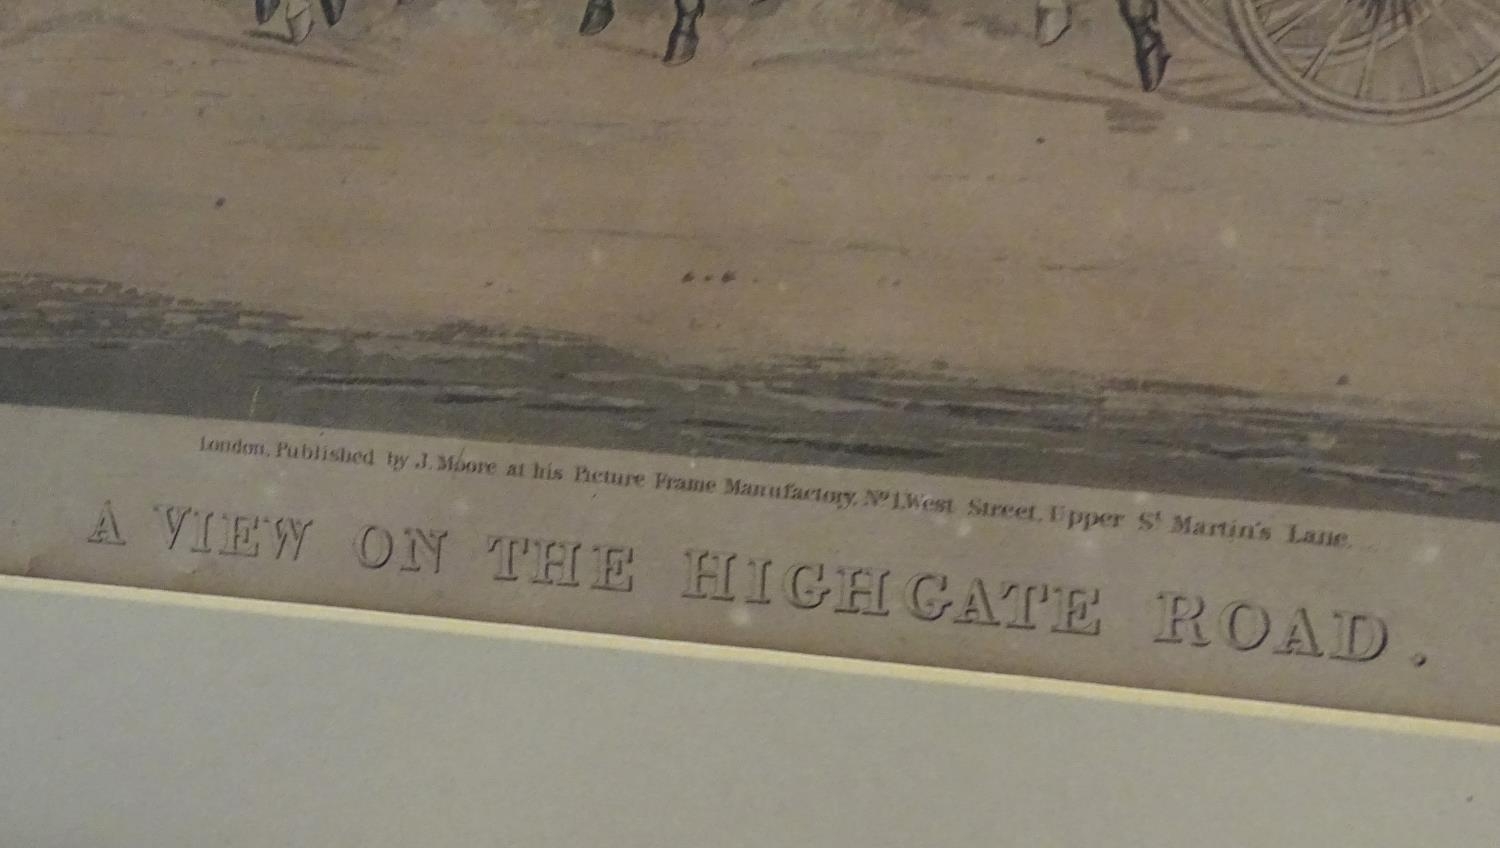 London, Published by J. Moore at his Picture Frame Manufactory, Nº 1, West Street, Upper St Martin's Lane.
A VIEW ON THE HIGHGATE ROAD.